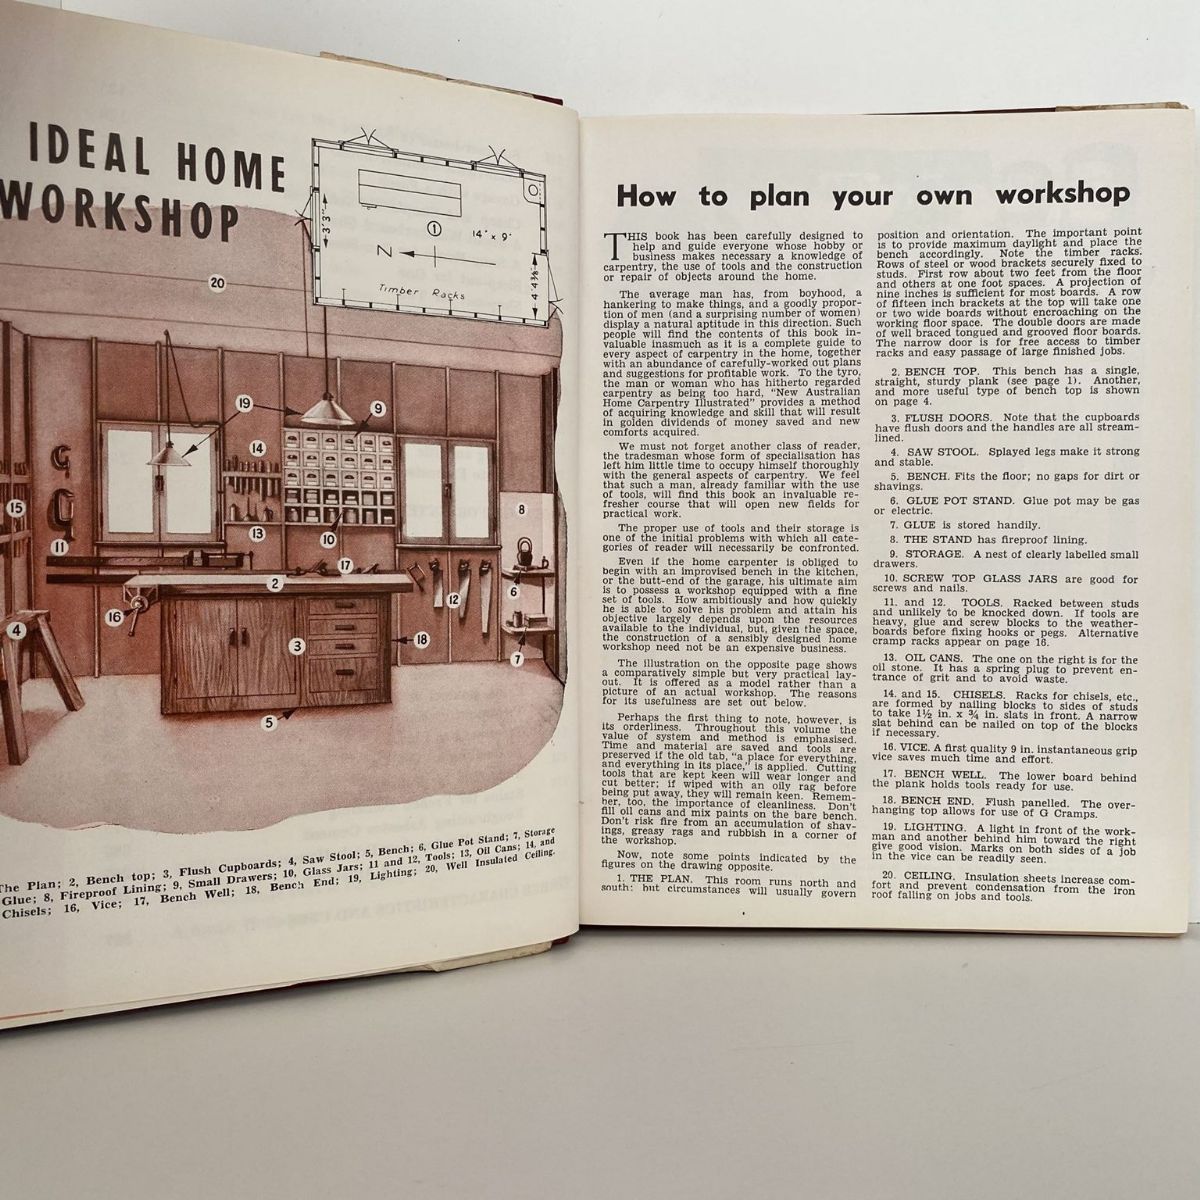 IDEAL HOME
WORKSHOP
3' 3"
1
14' x 9'
N
Timber Racks
4' 4⅜"
20
19
9
14
15
8
13
11
10
17
2
6
12
16
4
3
18
7
5
The Plan; 2, Bench top; 3, Flush Cupboards; 4, Saw Stool; 5, Bench; 6, Glue Pot Stand; 7, Storage
Glue; 8, Fireproof Lining; 9, Small Drawers; 10, Glass Jars; 11 and 12, Tools; 13, Oil Cans; 14, and
Chisels; 16, Vice; 17, Bench Well; 18, Bench End; 19, Lighting; 20, Well Insulated Ceiling.
How to plan your own workshop
THIS book has been carefully designed to
help and guide everyone whose hobby or
business makes necessary a knowledge of
carpentry, the use of tools and the construction
or repair of objects around the home.
The average man has, from boyhood, a
hankering to make things, and a goodly propor-
tion of men (and a surprising number of women)
display a natural aptitude in this direction. Such
people will find the contents of this book in-
valuable inasmuch as it is a complete guide to
every aspect of carpentry in the home, together
with an abundance of carefully-worked out plans
and suggestions for profitable work. To the tyro,
the man or woman who has hitherto regarded
carpentry as being too hard, "New Australian
Home Carpentry Illustrated" provides a method
of acquiring knowledge and skill that will result
in golden dividends of money saved and new
comforts acquired.
We must not forget another class of reader,
the tradesman whose form of specialisation has
left him little time to occupy himself thoroughly
with the general aspects of carpentry. We feel
that such a man, already familiar with the use
of tools, will find this book an invaluable re-
fresher course that will open new fields for
practical work.
The proper use of tools and their storage is
one of the initial problems with which all cate-
gories of reader will necessarily be confronted.
Even if the home carpenter is obliged to
begin with an improvised bench in the kitchen,
or the butt-end of the garage, his ultimate aim
is to possess a workshop equipped with a fine
set of tools. How ambitiously and how quickly
he is able to solve his problem and attain his
objective largely depends upon the resources
available to the individual, but, given the space,
the construction of a sensibly designed home
workshop need not be an expensive business.
The illustration on the opposite page shows
a comparatively simple but very practical lay-
out. It is offered as a model rather than a
picture of an actual workshop. The reasons
for its usefulness are set out below.
Perhaps the first thing to note, however, is
its orderliness. Throughout this volume the
value of system and method is emphasised.
Time and material are saved and tools are
preserved if the old tab, "a place for everything,
and everything in its place," is applied. Cutting
tools that are kept keen will wear longer and
cut better; if wiped with an oily rag before
being put away, they will remain keen. Remem-
ber, too, the importance of cleanliness. Don't
fill oil cans and mix paints on the bare bench.
Don't risk fire from an accumulation of shav-
ings, greasy rags and rubbish in a corner of
the workshop.
Now, note some points indicated by the
figures on the drawing opposite.
1. THE PLAN. This room runs north and
south; but circumstances will usually govern
position and orientation. The important point
is to provide maximum daylight and place the
bench accordingly. Note the timber racks.
Rows of steel or wood brackets securely fixed to
studs. First row about two feet from the floor
and others at one foot spaces. A projection of
nine inches is sufficient for most boards. A row
of fifteen inch brackets at the top will take one
or two wide boards without encroaching on the
working floor space. The double doors are made
of well braced tongued and grooved floor boards.
The narrow door is for free access to timber
racks and easy passage of large finished jobs.
2. BENCH TOP. This bench has a single,
straight, sturdy plank (see page 1). Another,
and more useful type of bench top is shown
on page 4.
3. FLUSH DOORS. Note that the cupboards
have flush doors and the handles are all stream-
lined.
4. SAW STOOL. Splayed legs make it strong
and stable.
5. BENCH. Fits the floor; no gaps for dirt or
shavings.
6. GLUE POT STAND. Glue pot may be gas
or electric.
7. GLUE is stored handily.
8. THE STAND has fireproof lining.
9. STORAGE. A nest of clearly labelled small
drawers.
10. SCREW TOP GLASS JARS are good for
screws and nails.
11. and 12. TOOLS. Racked between studs
and unlikely to be knocked down. If tools are
heavy, glue and screw blocks to the weather-
boards before fixing hooks or pegs. Alternative
cramp racks appear on page 16.
13. OIL CANS. The one on the right is for the
oil stone. It has a spring plug to prevent en-
trance of grit and to avoid waste.
14. and 15. CHISELS. Racks for chisels, etc.,
are formed by nailing blocks to sides of studs
to take 1½ in. x ¾ in. slats in front. A narrow
slat behind can be nailed on top of the blocks
if necessary.
16. VICE. A first quality 9 in. instantaneous grip
vice saves much time and effort.
17. BENCH WELL. The lower board behind
the plank holds tools ready for use.
18. BENCH END. Flush panelled. The over-
hanging top allows for use of G Cramps.
19. LIGHTING. A light in front of the work-
man and another behind him toward the right
give good vision. Marks on both sides of a job
in the vice can be readily seen.
20. CEILING. Insulation sheets increase com-
fort and prevent condensation from the iron
roof falling on jobs and tools.